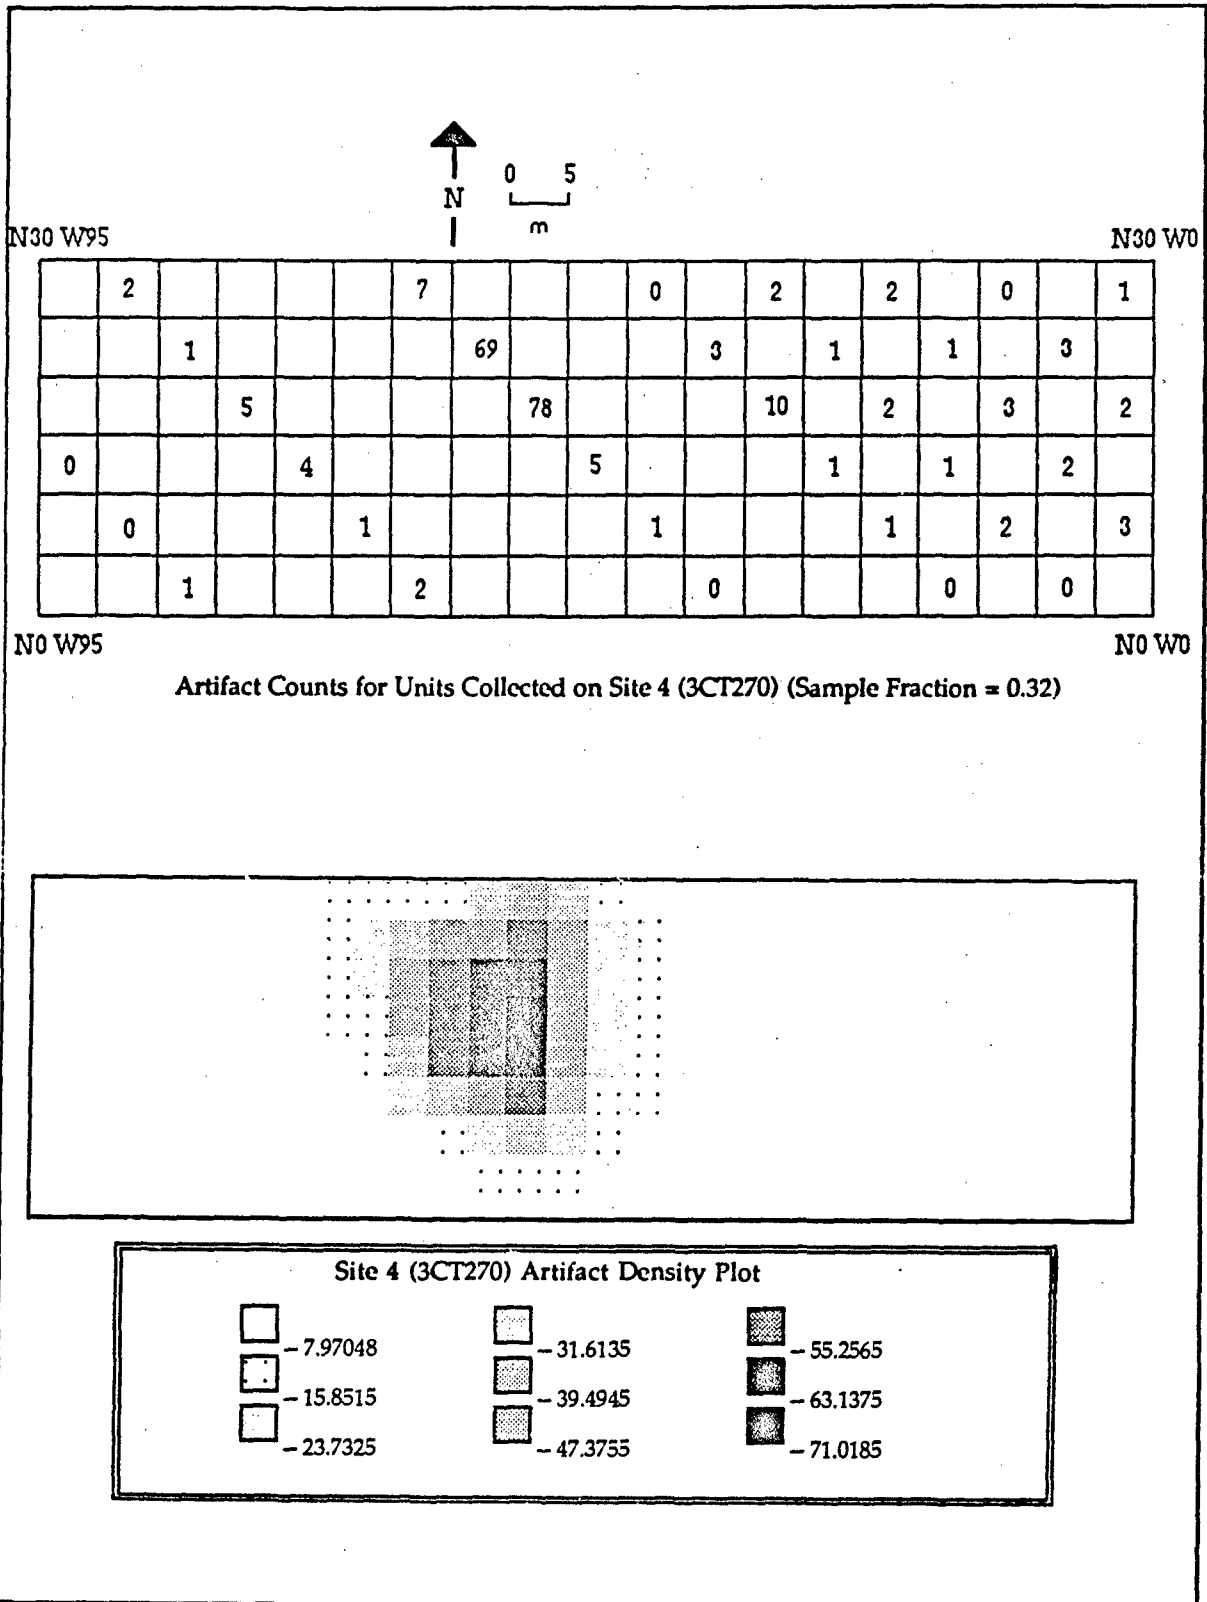 0 5
N
m
N30 W95 N30 W0
2 7 0 2 2 0 1
1 69 3 1 1 3
5 78 10 2 3 2
0 4 5 1 1 2
0 1 1 1 2 3
1 2 0 0 0
N0 W95 N0 W0
Artifact Counts for Units Collected on Site 4 (3CT270) (Sample Fraction = 0.32)
Site 4 (3CT270) Artifact Density Plot
– 7.97048 – 31.6135 – 55.2565
– 15.8515 – 39.4945 – 63.1375
– 23.7325 – 47.3755 – 71.0185